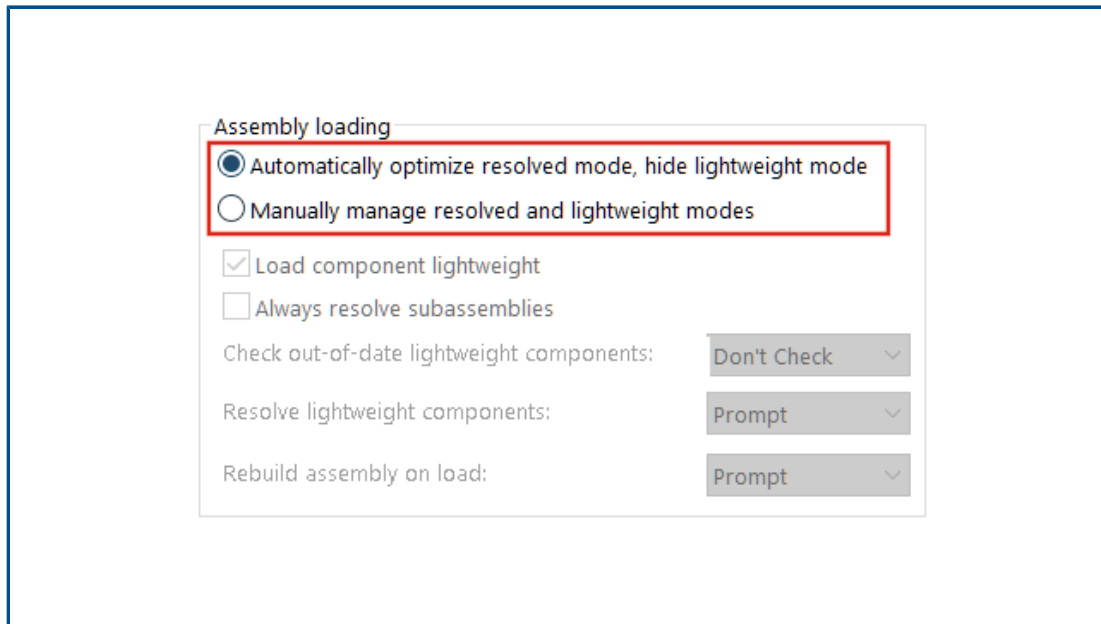 Assembly loading
Automatically optimize resolved mode, hide lightweight mode
Manually manage resolved and lightweight modes
Load component lightweight
Always resolve subassemblies
Check out-of-date lightweight components: Don't Check
Resolve lightweight components: Prompt
Rebuild assembly on load: Prompt